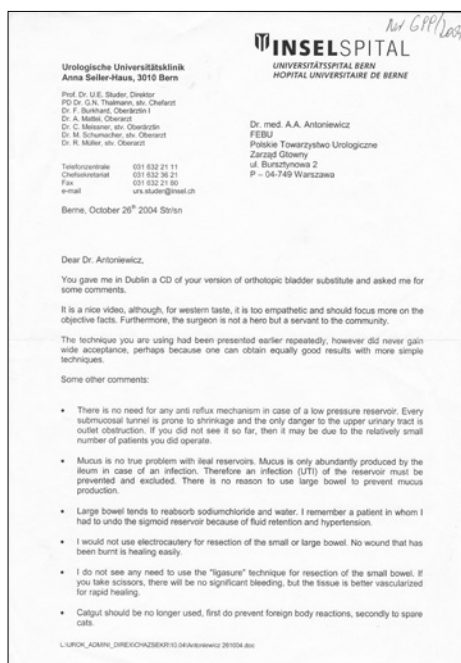 INSELSPITAL
UNIVERSITÄTSSPITAL BERN
HOPITAL UNIVERSITAIRE DE BERNE
Urologische Universitätsklinik
Anna Seiler-Haus, 3010 Bern
Prof. Dr. U.E. Studer, Direktor
PD Dr. G.N. Thalmann, stv. Chefarzt
Dr. F. Burkhard, Oberärztin I
Dr. A. Mattei, Oberarzt
Dr. C. Meissner, stv. Oberärztin
Dr. M. Schumacher, stv. Oberarzt
Dr. R. Müller, stv. Oberarzt
Telefonzentrale 031 632 21 11
Chefsekretariat 031 632 36 21
Fax 031 632 21 80
e-mail urs.studer@insel.ch
Dr. med. A.A. Antoniewicz
FEBU
Polskie Towarzystwo Urologiczne
Zarząd Głowny
ul. Bursztynowa 2
P – 04-749 Warszawa
Berne, October 26th 2004 Str/sn
Dear Dr. Antoniewicz,
You gave me in Dublin a CD of your version of orthotopic bladder substitute and asked me for
some comments.
It is a nice video, although, for western taste, it is too empathetic and should focus more on the
objective facts. Furthermore, the surgeon is not a hero but a servant to the community.
The technique you are using had been presented earlier repeatedly, however did never gain
wide acceptance, perhaps because one can obtain equally good results with more simple
techniques.
Some other comments:
• There is no need for any anti reflux mechanism in case of a low pressure reservoir. Every
submucosal tunnel is prone to shrinkage and the only danger to the upper urinary tract is
outlet obstruction. If you did not see it so far, then it may be due to the relatively small
number of patients you did operate.
• Mucus is no true problem with ileal reservoirs. Mucus is only abundantly produced by the
ileum in case of an infection. Therefore an infection (UTI) of the reservoir must be
prevented and excluded. There is no reason to use large bowel to prevent mucus
production.
• Large bowel tends to reabsorb sodiumchloride and water. I remember a patient in whom I
had to undo the sigmoid reservoir because of fluid retention and hypertension.
• I would not use electrocautery for resection of the small or large bowel. No wound that has
been burnt is healing easily.
• I do not see any need to use the "ligasure" technique for resection of the small bowel. If
you take scissors, there will be no significant bleeding, but the tissue is better vascularized
for rapid healing.
• Catgut should be no longer used, first do prevent foreign body reactions, secondly to spare
cats.